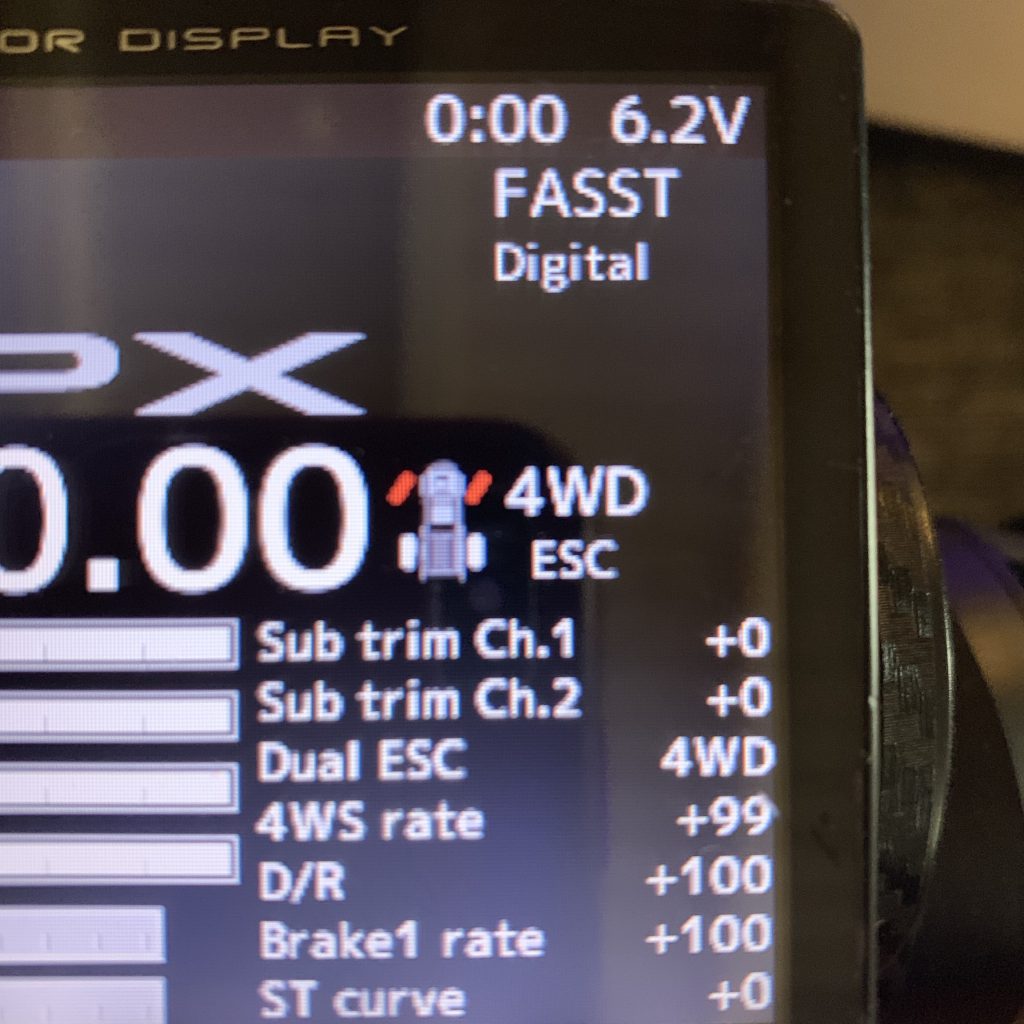 OR DISPLAY
0:00 6.2V
FASST
Digital
PX
0.00
4WD
ESC
Sub trim Ch.1 +0
Sub trim Ch.2 +0
Dual ESC 4WD
4WS rate +99
D/R +100
Brake1 rate +100
ST curve +0